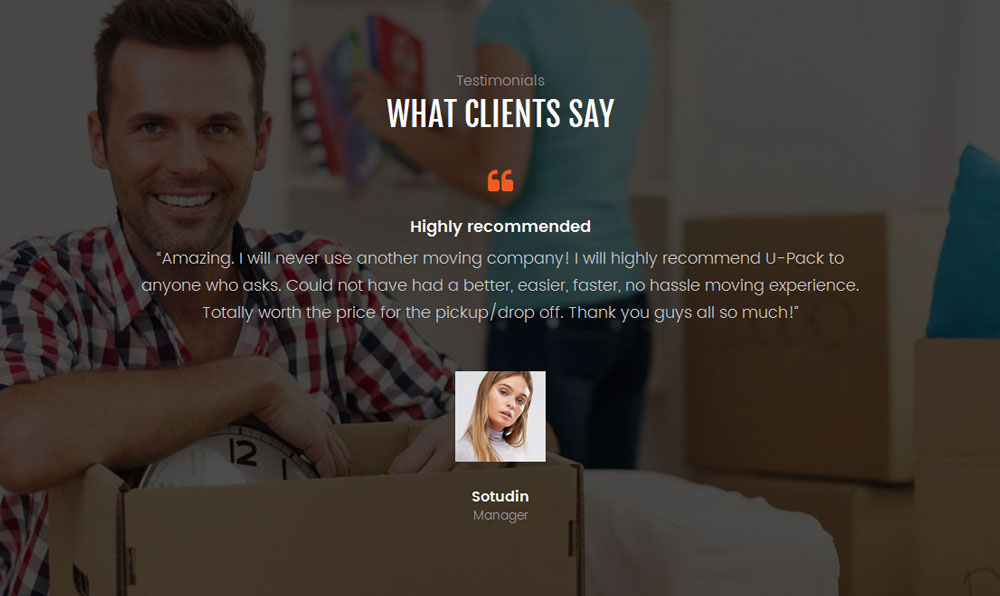 Testimonials
WHAT CLIENTS SAY
Highly recommended
“Amazing. I will never use another moving company! I will highly recommend U-Pack to
anyone who asks. Could not have had a better, easier, faster, no hassle moving experience.
Totally worth the price for the pickup/drop off. Thank you guys all so much!”
12
Sotudin
Manager